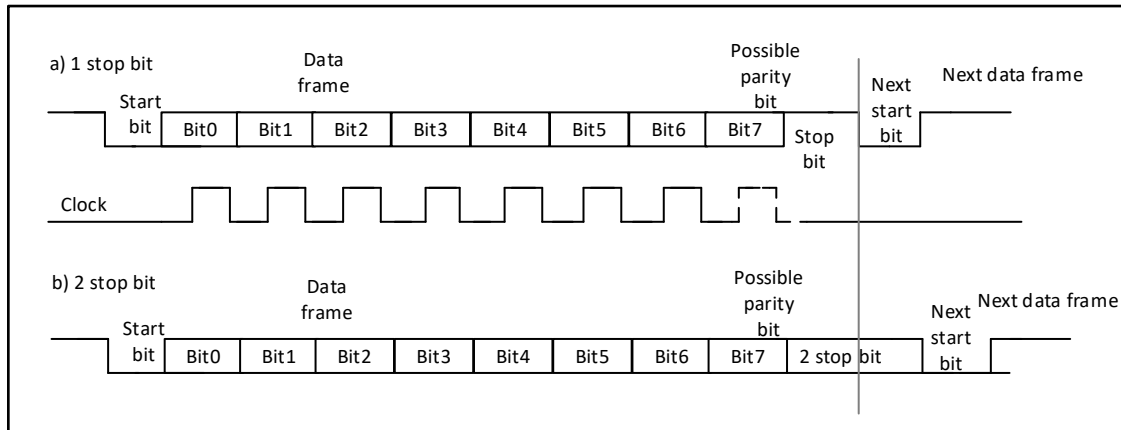 a) 1 stop bit
Data
frame
Possible
parity
bit
Next data frame
Start
bit
Bit0
Bit1
Bit2
Bit3
Bit4
Bit5
Bit6
Bit7
Stop
bit
Next
start
bit
Clock
b) 2 stop bit
Data
frame
Possible
parity
bit
Next data frame
Start
bit
Bit0
Bit1
Bit2
Bit3
Bit4
Bit5
Bit6
Bit7
2 stop bit
Next
start
bit